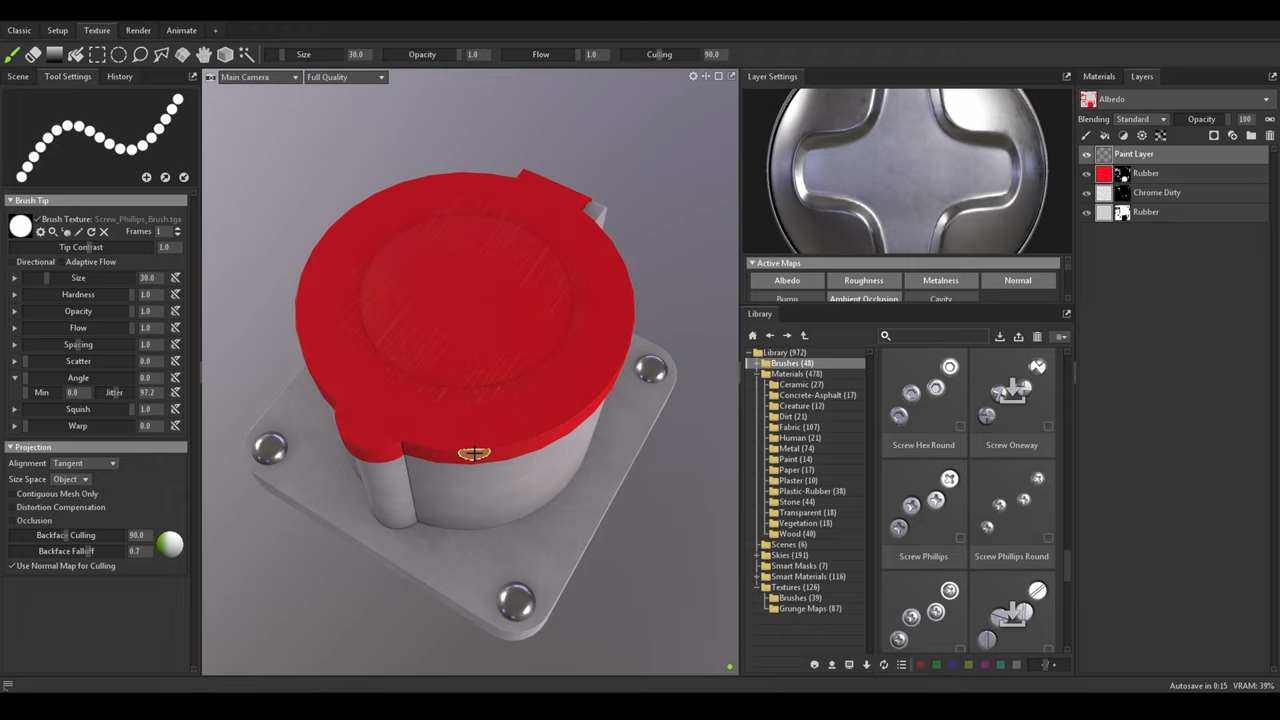 Classic Setup Texture Render Animate +
Size 30.0 Opacity 1.0 Flow 1.0 Culling 90.0
Scene Tool Settings History
Main Camera Full Quality
Layer Settings
Materials Layers
Albedo
Blending Standard Opacity 100
Paint Layer
Rubber
Chrome Dirty
Rubber
Brush Tip
Brush Texture: Screw_Phillips_Brush.tga
Frames 1
Tip Contrast 1.0
Directional Adaptive Flow
Size 30.0
Hardness 1.0
Opacity 1.0
Flow 1.0
Spacing 1.0
Scatter 0.0
Angle 0.0
Min 0.0 Jitter 97.2
Squish 1.0
Warp 0.0
Projection
Alignment Tangent
Size Space Object
Contiguous Mesh Only
Distortion Compensation
Occlusion
Backface Culling 90.0
Backface Falloff 0.7
Use Normal Map for Culling
Active Maps
Albedo Roughness Metalness Normal
Bump Ambient Occlusion Cavity
Library
Library (972)
Brushes (48)
Materials (478)
Ceramic (27)
Concrete-Asphalt (17)
Creature (12)
Dirt (21)
Fabric (107)
Human (21)
Metal (74)
Paint (14)
Paper (17)
Plaster (10)
Plastic-Rubber (38)
Stone (44)
Transparent (18)
Vegetation (18)
Wood (40)
Scenes (6)
Skies (191)
Smart Masks (7)
Smart Materials (116)
Textures (126)
Brushes (39)
Grunge Maps (87)
Screw Hex Round Screw Oneway
Screw Phillips Screw Phillips Round
Autosave in 0:15 VRAM: 39%